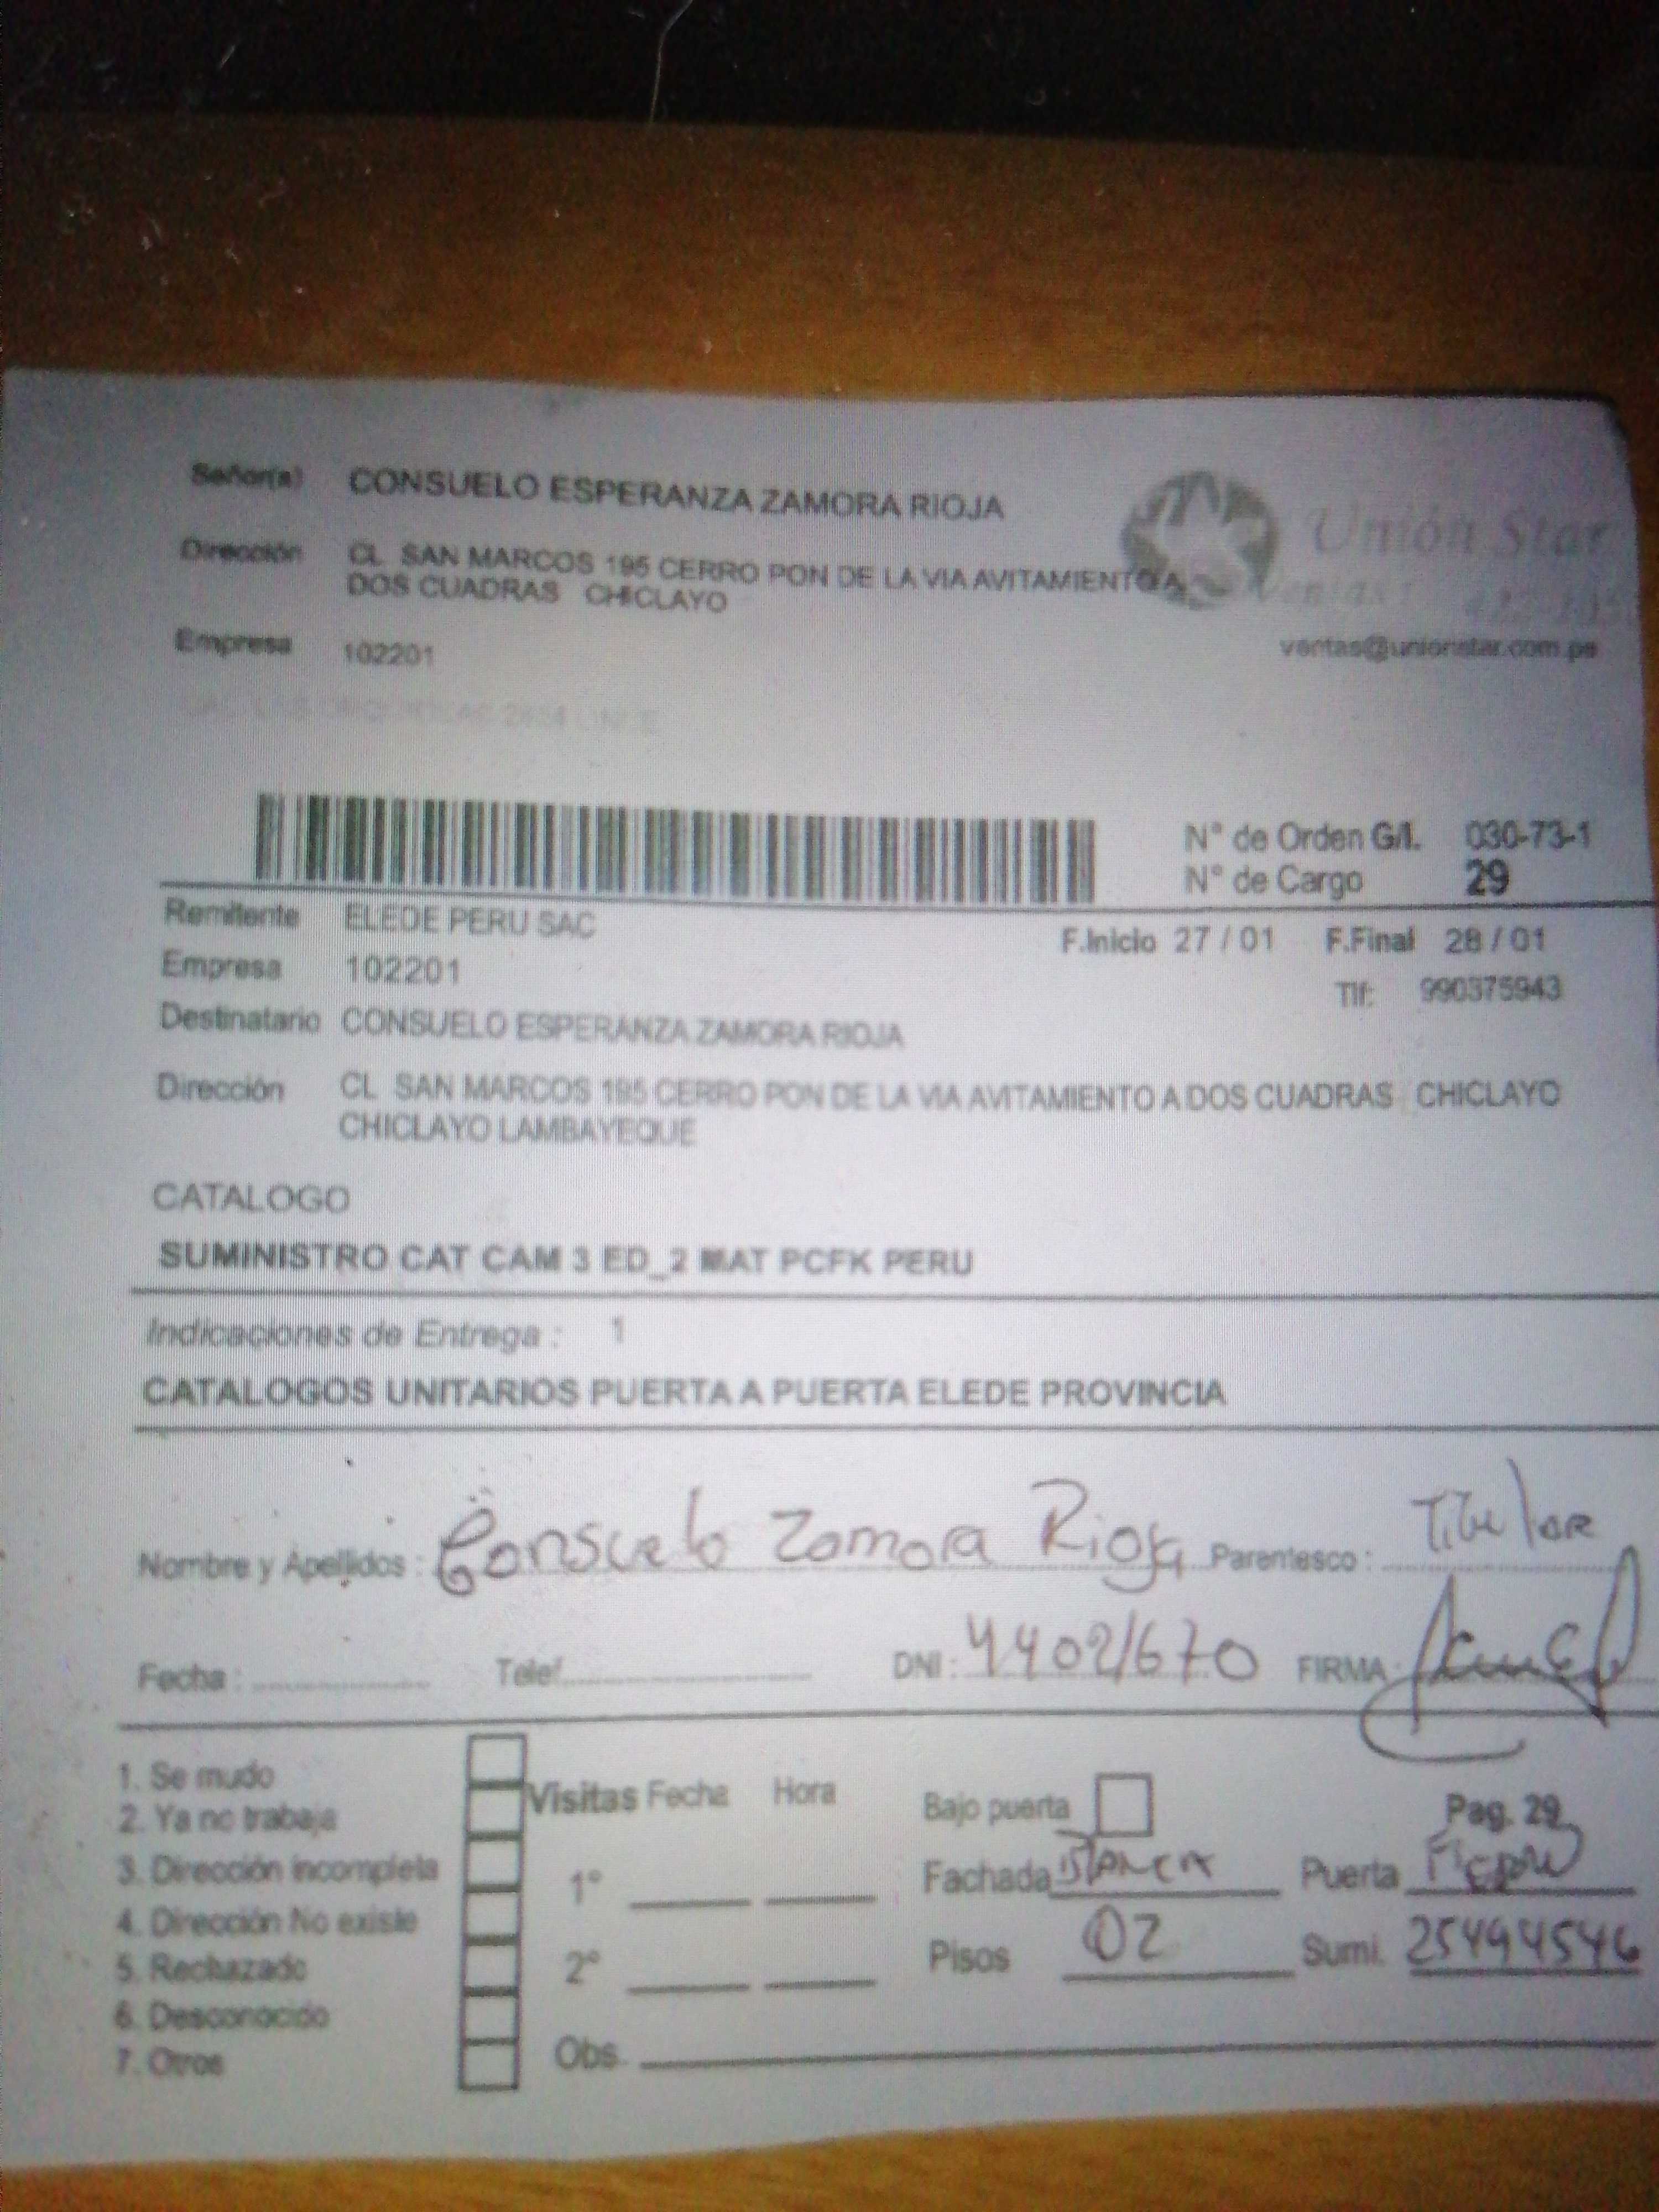 Señor(a) CONSUELO ESPERANZA ZAMORA RIOJA
Unión Star
Dirección CL SAN MARCOS 195 CERRO PON DE LA VIA AVITAMIENTO A
DOS CUADRAS CHICLAYO
Empresa 102201
ventas@unionstar.com.pe
N° de Orden G/I. 030-73-1
N° de Cargo 29
Remitente ELEDE PERU SAC
F.Inicio 27 / 01 F.Final 28 / 01
Empresa 102201
Tlf: 990375943
Destinatario CONSUELO ESPERANZA ZAMORA RIOJA
Dirección CL SAN MARCOS 195 CERRO PON DE LA VIA AVITAMIENTO A DOS CUADRAS CHICLAYO
CHICLAYO LAMBAYEQUE
CATALOGO
SUMINISTRO CAT CAM 3 ED_2 MAT PCFK PERU
Indicaciones de Entrega : 1
CATALOGOS UNITARIOS PUERTA A PUERTA ELEDE PROVINCIA
Nombre y Apellidos : Consuelo Zamora Rioja Parentesco : Titular
Fecha : Telef. DNI : 44021670 FIRMA
1. Se mudo
2. Ya no trabaja
3. Dirección incompleta
4. Dirección No existe
5. Rechazado
6. Desconocido
7. Otros
Visitas Fecha Hora
1°
2°
Obs.
Bajo puerta Pag. 29
Fachada Blanca Puerta Fierro
Pisos 02 Sumi. 25494546